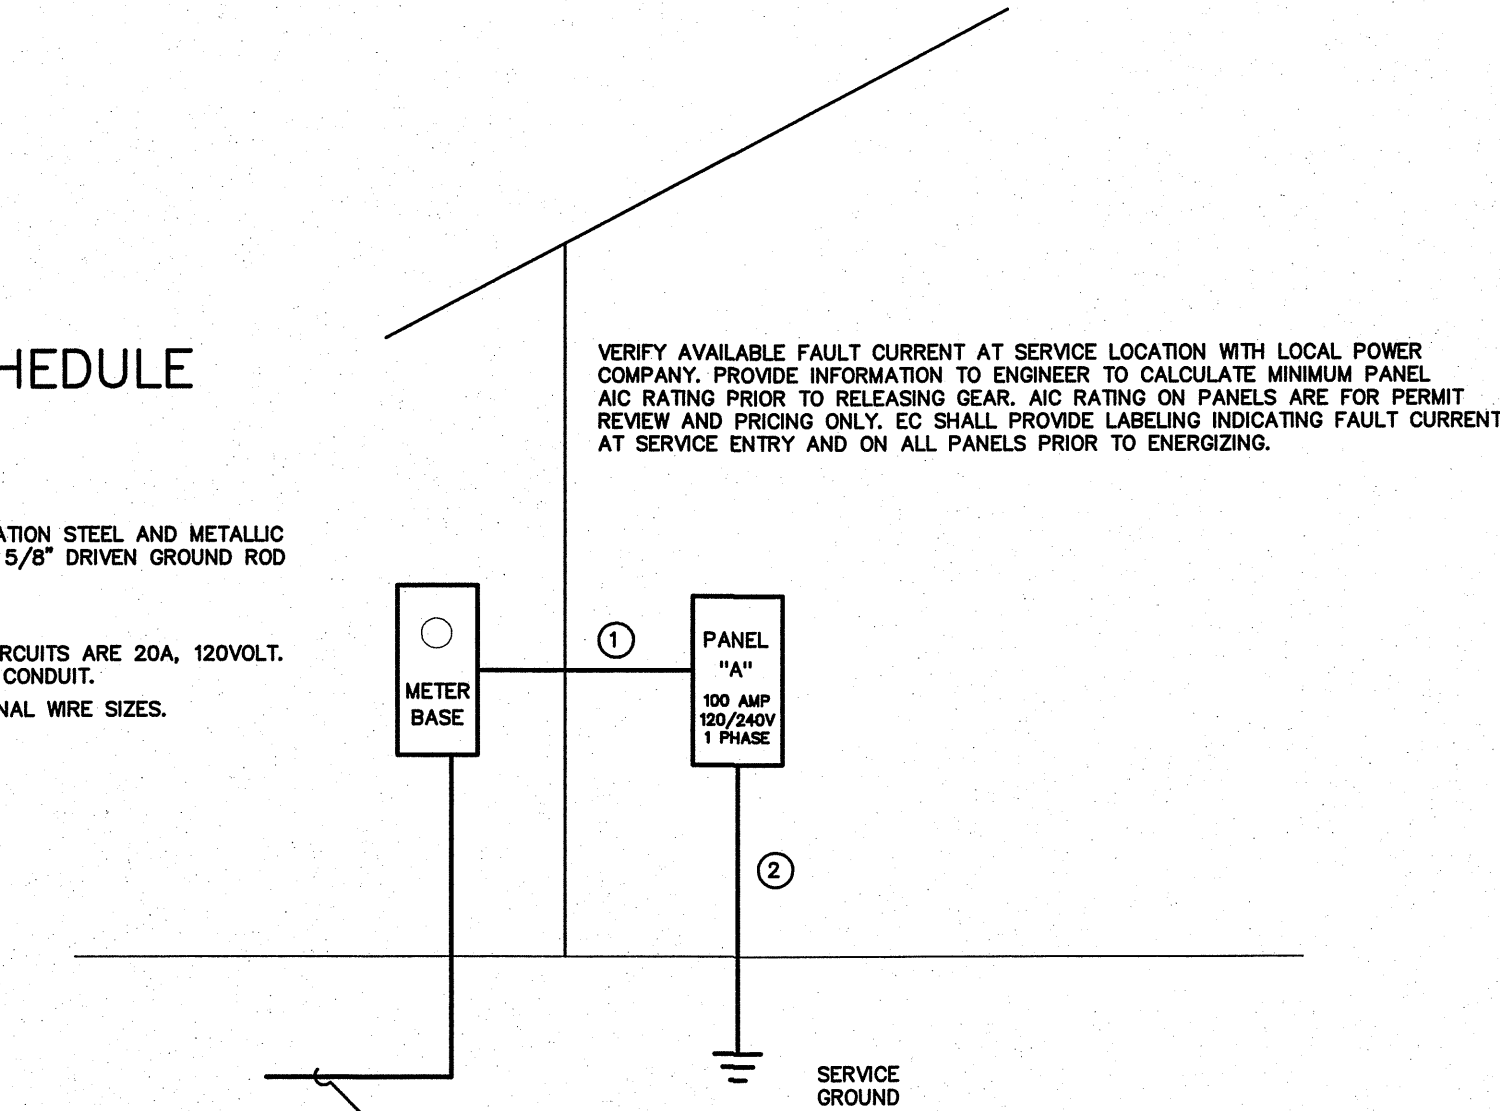 HEDULE
ATION STEEL AND METALLIC
5/8" DRIVEN GROUND ROD
RCUITS ARE 20A, 120VOLT.
CONDUIT.
NAL WIRE SIZES.
VERIFY AVAILABLE FAULT CURRENT AT SERVICE LOCATION WITH LOCAL POWER
COMPANY. PROVIDE INFORMATION TO ENGINEER TO CALCULATE MINIMUM PANEL
AIC RATING PRIOR TO RELEASING GEAR. AIC RATING ON PANELS ARE FOR PERMIT
REVIEW AND PRICING ONLY. EC SHALL PROVIDE LABELING INDICATING FAULT CURRENT
AT SERVICE ENTRY AND ON ALL PANELS PRIOR TO ENERGIZING.
METER
BASE
1
PANEL
"A"
100 AMP
120/240V
1 PHASE
2
SERVICE
GROUND